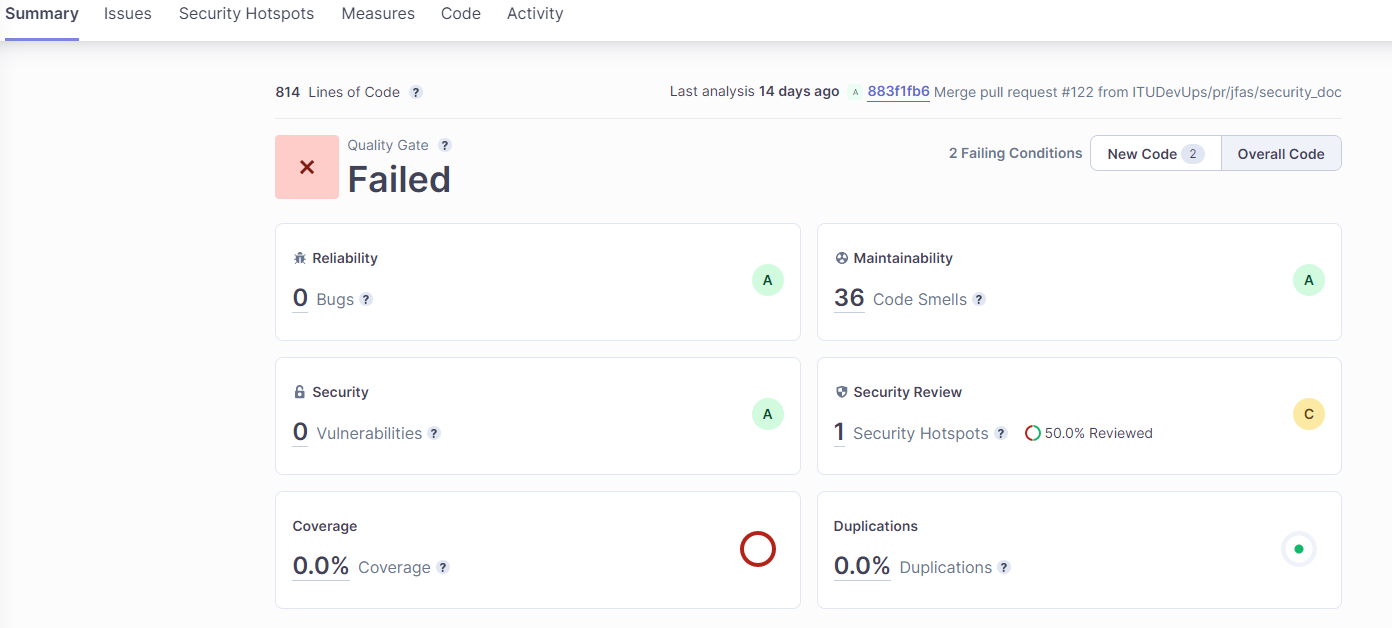 Summary Issues Security Hotspots Measures Code Activity
814 Lines of Code ? Last analysis 14 days ago A 883f1fb6 Merge pull request #122 from ITUDevUps/pr/jfas/security_doc
Quality Gate ?
Failed
2 Failing Conditions New Code 2 Overall Code
Reliability
0 Bugs ?
A
Maintainability
36 Code Smells ?
A
Security
0 Vulnerabilities ?
A
Security Review
1 Security Hotspots ? 50.0% Reviewed
C
Coverage
0.0% Coverage ?
Duplications
0.0% Duplications ?